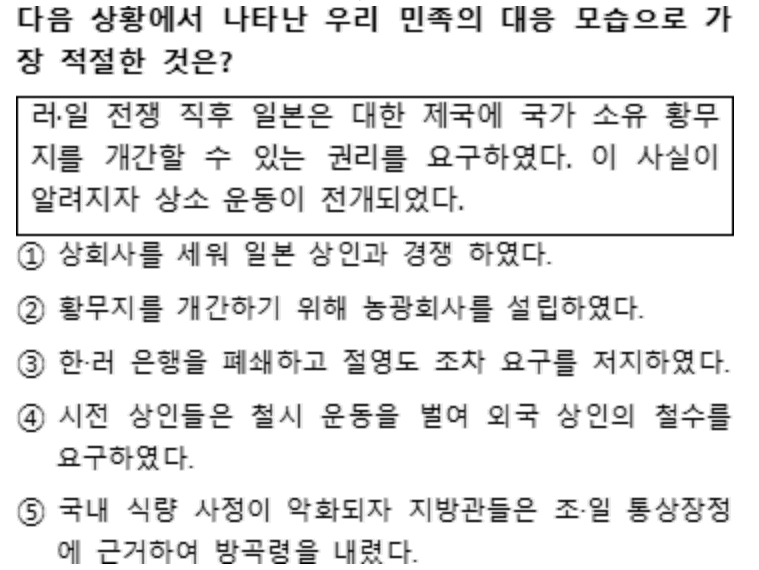 다음 상황에서 나타난 우리 민족의 대응 모습으로 가
장 적절한 것은?
러·일 전쟁 직후 일본은 대한 제국에 국가 소유 황무
지를 개간할 수 있는 권리를 요구하였다. 이 사실이
알려지자 상소 운동이 전개되었다.
① 상회사를 세워 일본 상인과 경쟁 하였다.
② 황무지를 개간하기 위해 농광회사를 설립하였다.
③ 한·러 은행을 폐쇄하고 절영도 조차 요구를 저지하였다.
④ 시전 상인들은 철시 운동을 벌여 외국 상인의 철수를
요구하였다.
⑤ 국내 식량 사정이 악화되자 지방관들은 조·일 통상장정
에 근거하여 방곡령을 내렸다.